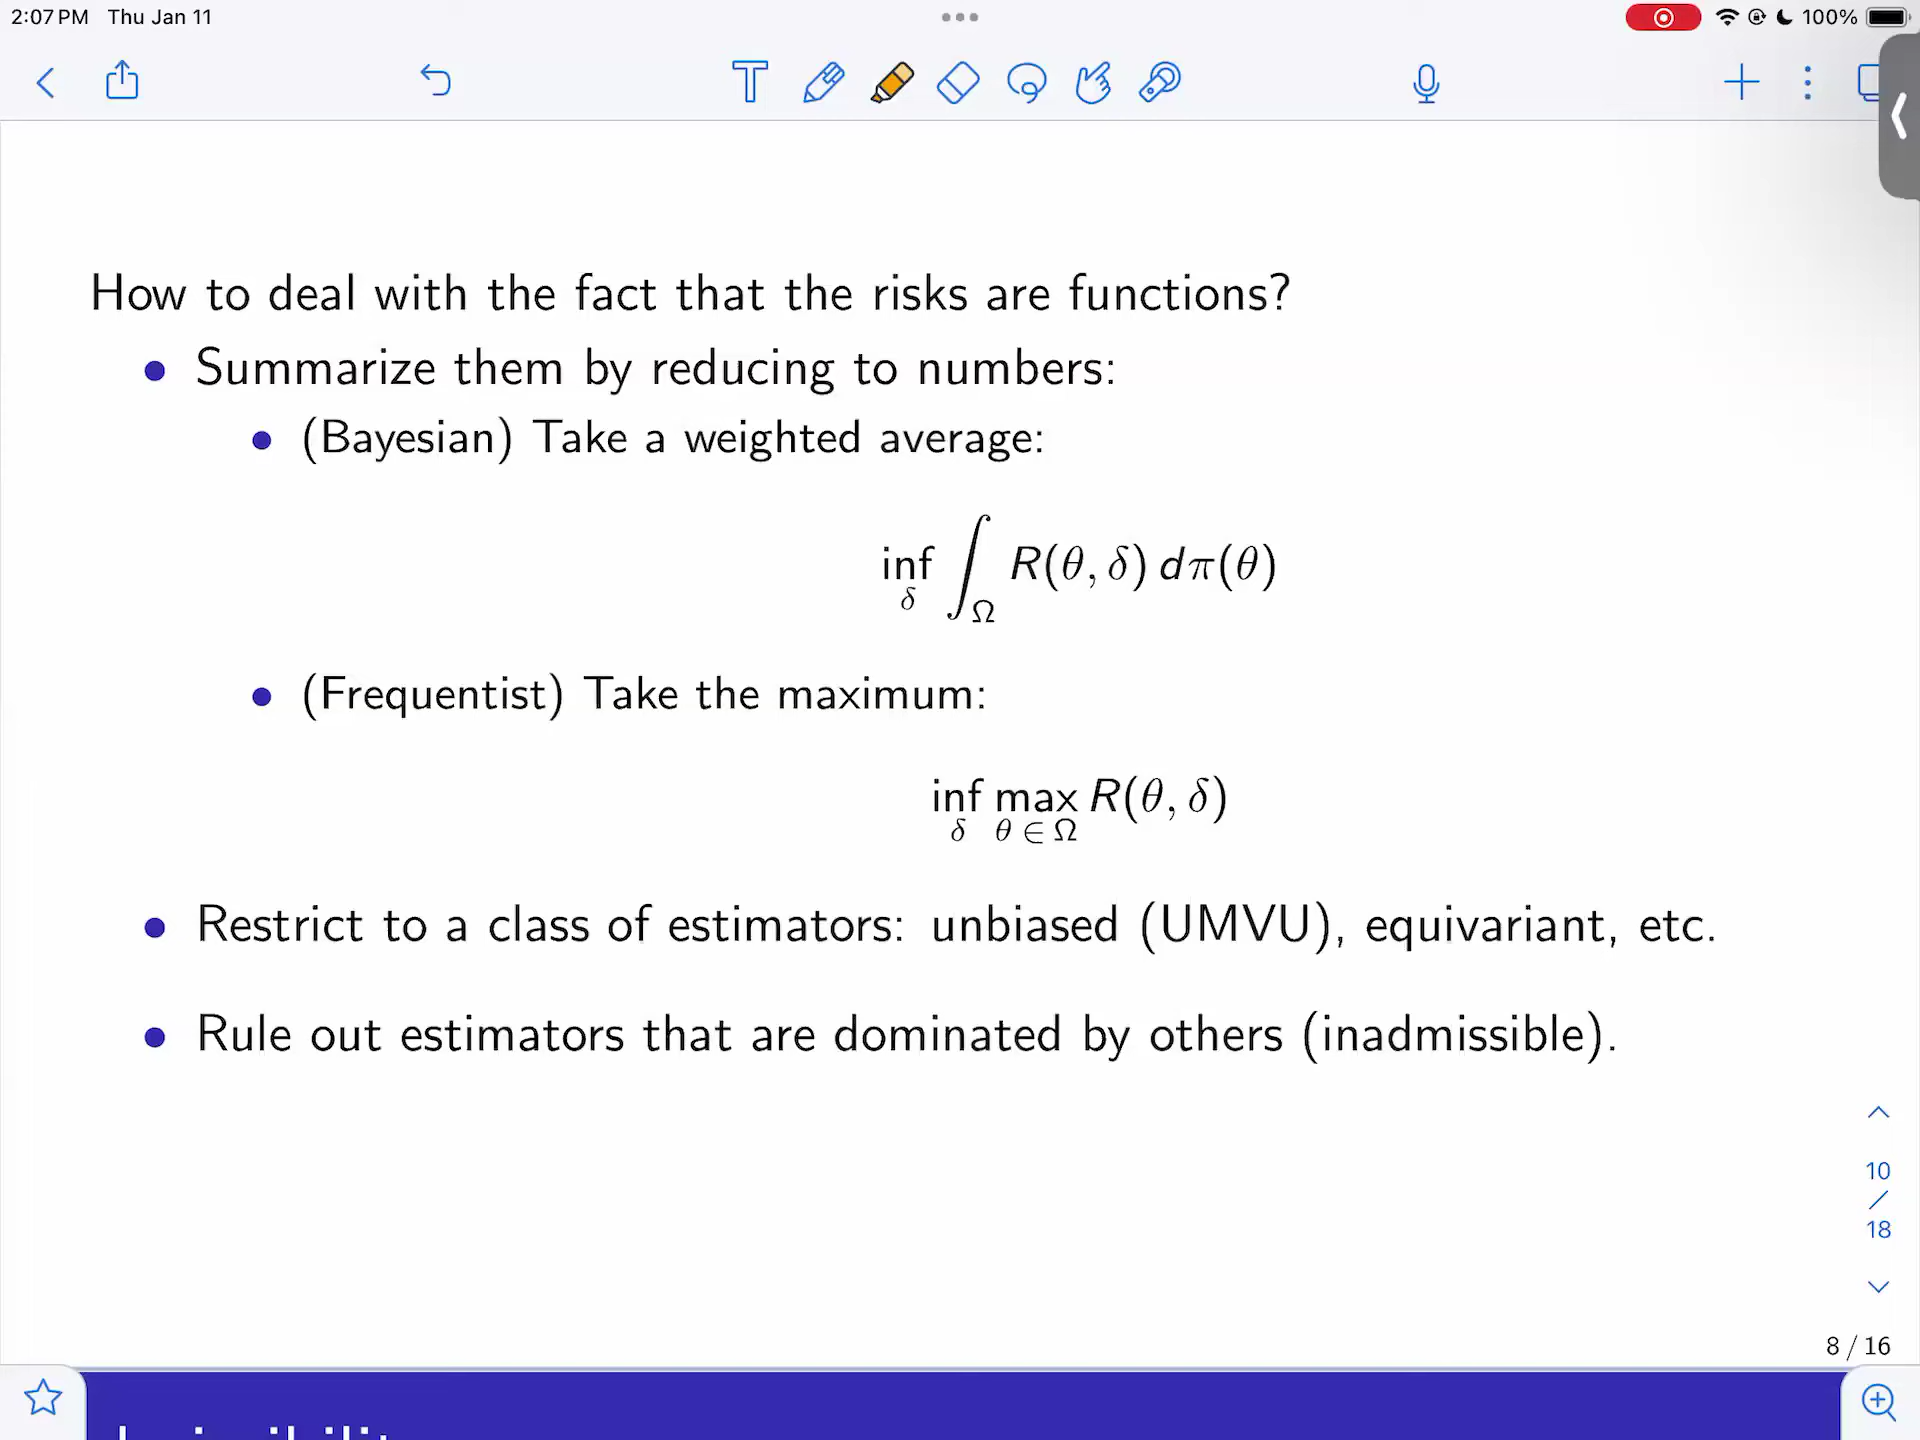 2:07 PM Thu Jan 11
100%
How to deal with the fact that the risks are functions?
• Summarize them by reducing to numbers:
• (Bayesian) Take a weighted average:
inf_δ ∫_Ω R(θ, δ) dπ(θ)
• (Frequentist) Take the maximum:
inf_δ max_{θ ∈ Ω} R(θ, δ)
• Restrict to a class of estimators: unbiased (UMVU), equivariant, etc.
• Rule out estimators that are dominated by others (inadmissible).
10
/
18
8 / 16